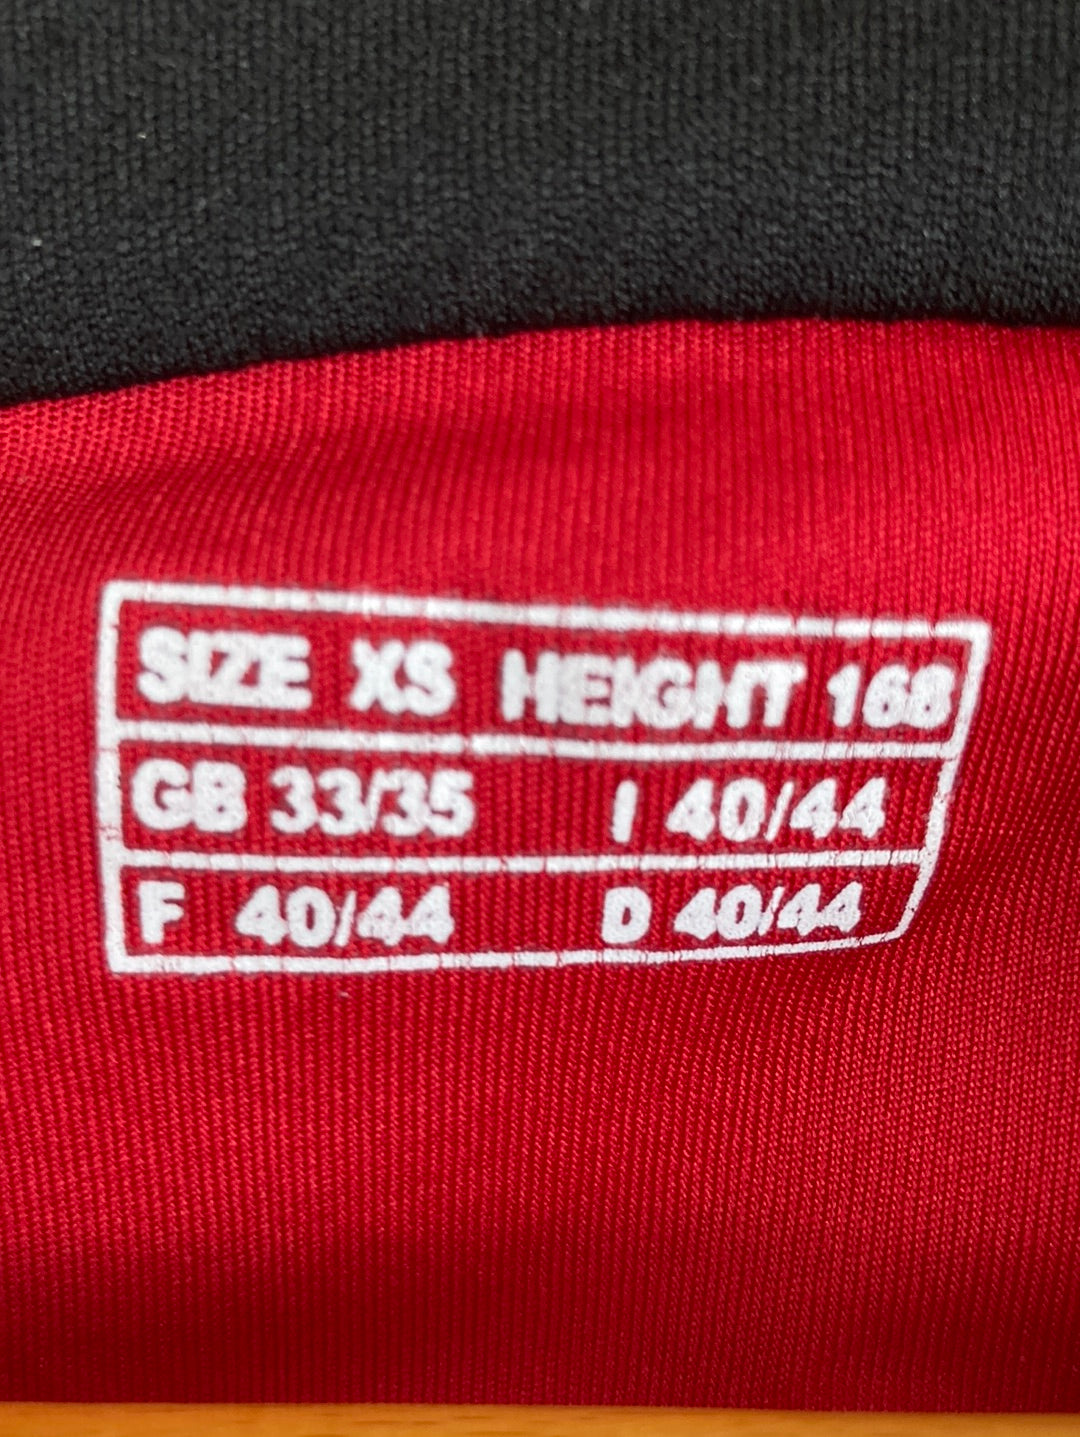 SIZE XS HEIGHT 168
GB 33/35 I 40/44
F 40/44 D 40/44